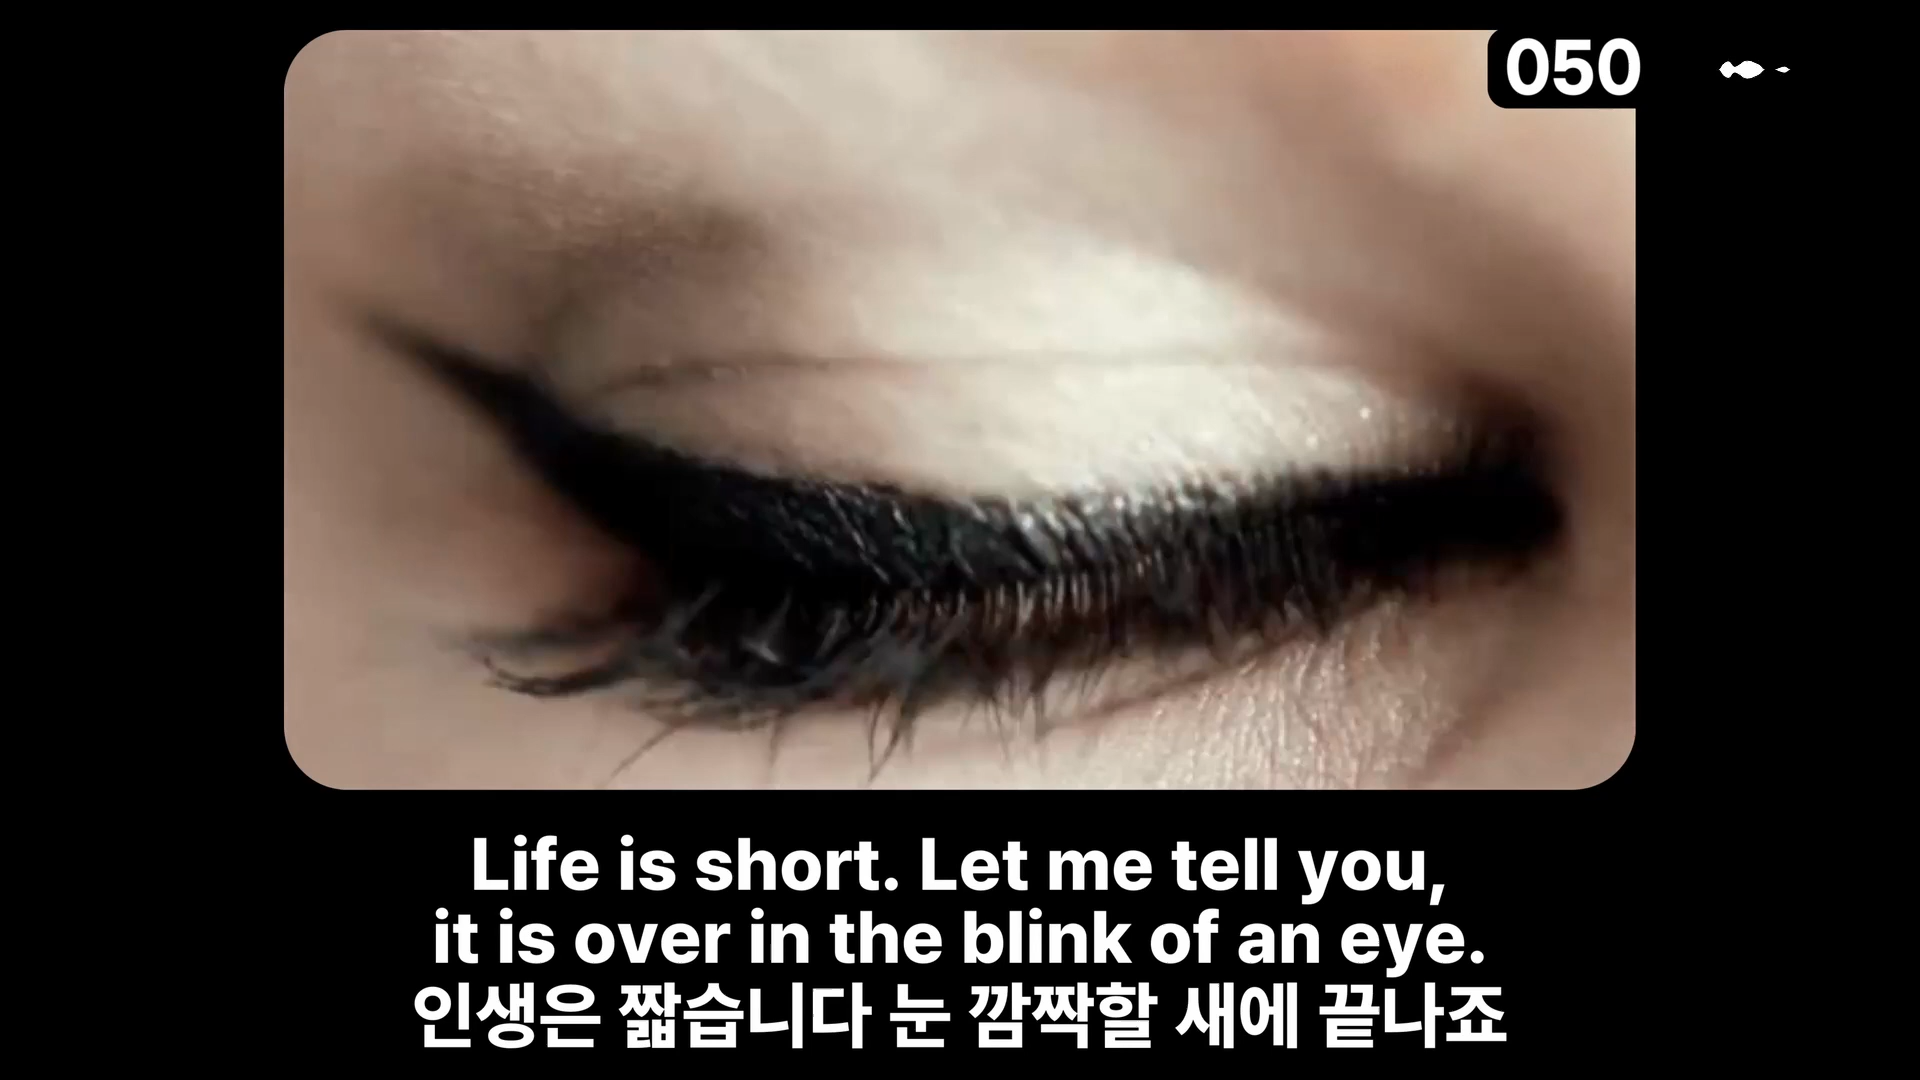 050
Life is short. Let me tell you,
it is over in the blink of an eye.
인생은 짧습니다 눈 깜짝할 새에 끝나죠